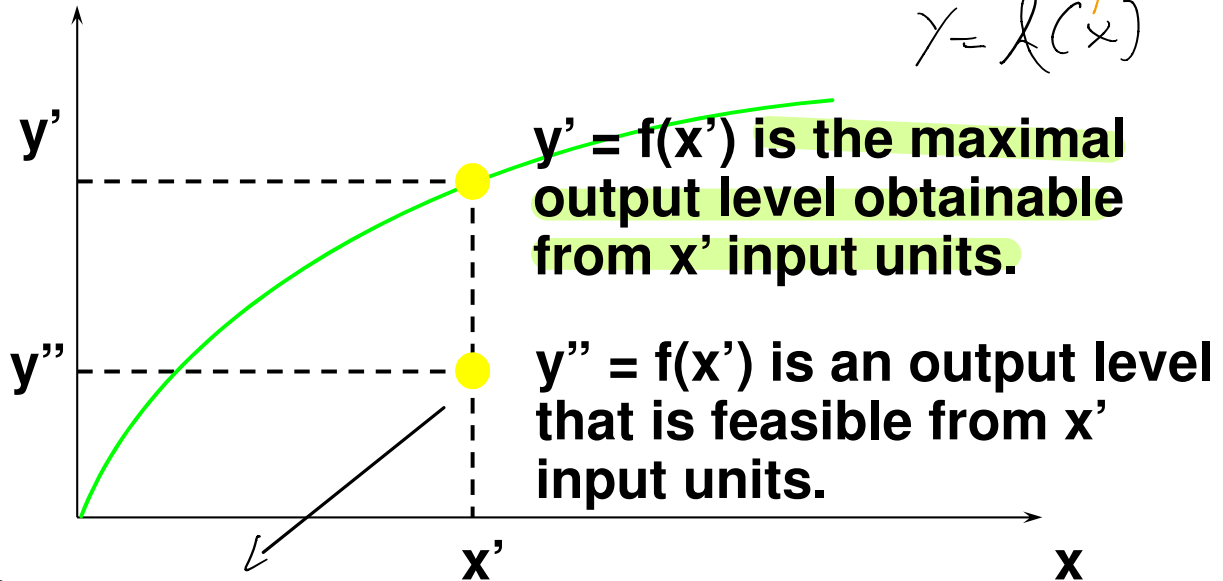 y = f(x)
y’
y’ = f(x’) is the maximal
output level obtainable
from x’ input units.
y”
y” = f(x’) is an output level
that is feasible from x’
input units.
x’
x